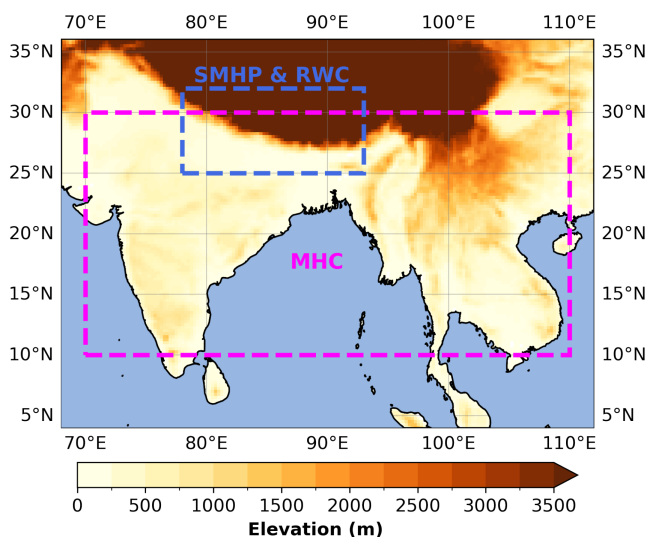 70°E 80°E 90°E 100°E 110°E
35°N 35°N
SMHP & RWC
30°N 30°N
25°N 25°N
20°N 20°N
MHC
15°N 15°N
10°N 10°N
5°N 5°N
70°E 80°E 90°E 100°E 110°E
0 500 1000 1500 2000 2500 3000 3500
Elevation (m)